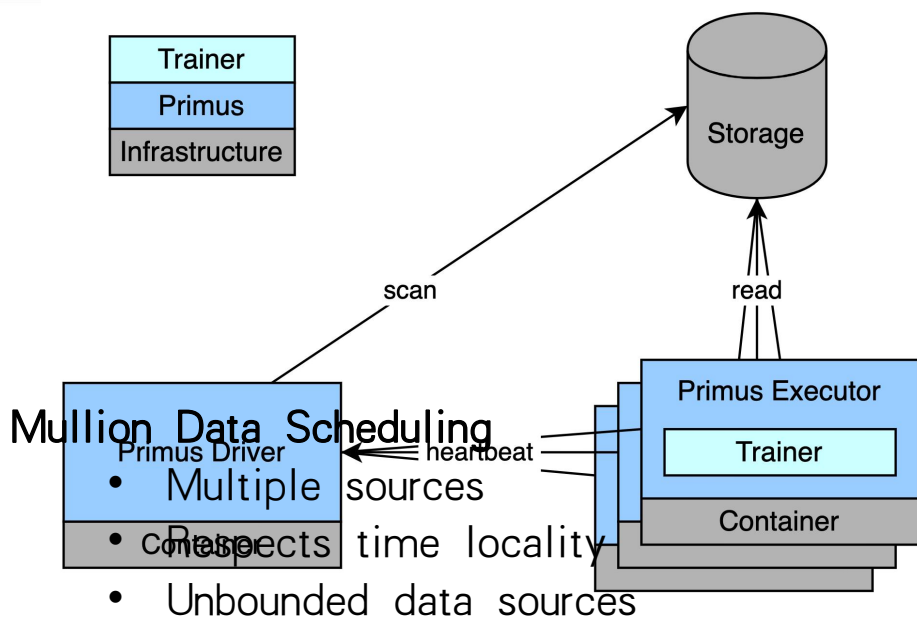 Trainer
Primus
Infrastructure
Storage
scan
read
Primus Executor
Trainer
Container
Mullion Data Scheduling
Primus Driver
heartbeat
• Multiple sources
• Respects time locality
Container
• Unbounded data sources